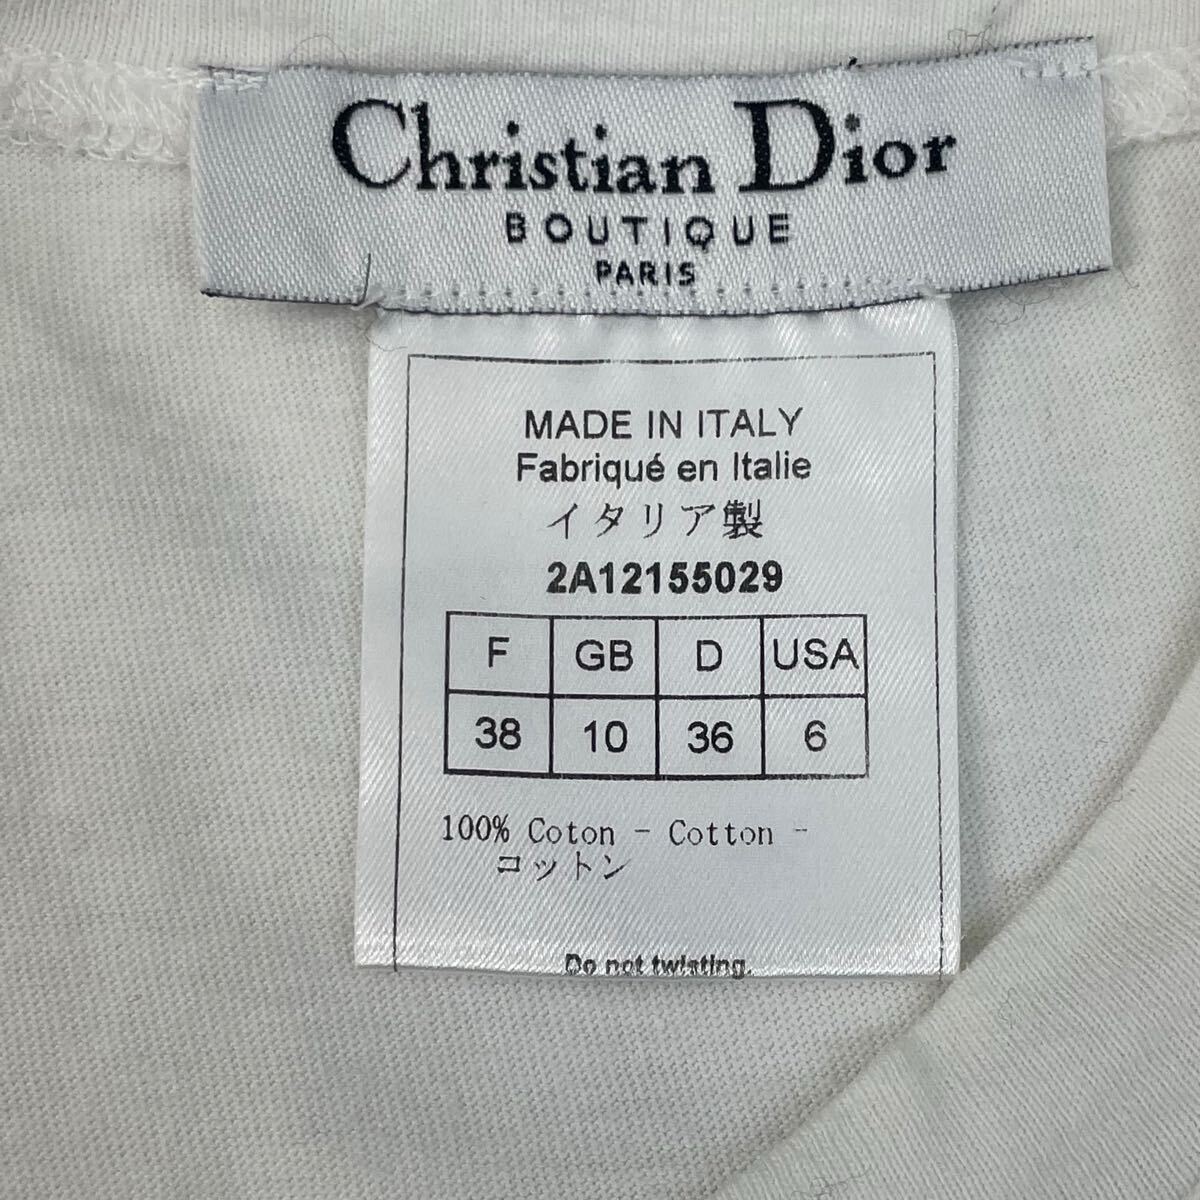 Christian Dior
BOUTIQUE
PARIS
MADE IN ITALY
Fabriqué en Italie
イタリア製
2A12155029
F GB D USA
38 10 36 6
100% Coton - Cotton -
コットン
Do not twisting.